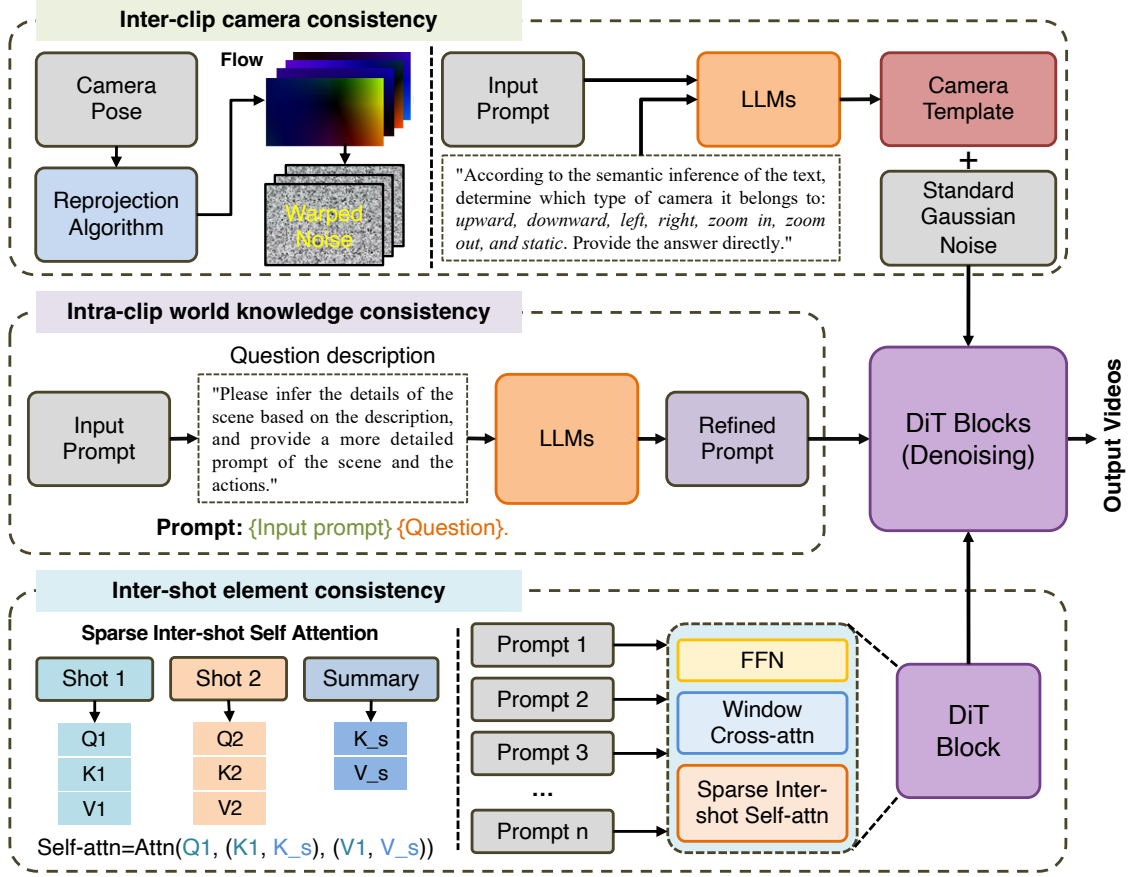 Inter-clip camera consistency
Camera
Pose
Reprojection
Algorithm
Flow
Warped
Noise
Input
Prompt
LLMs
Camera
Template
"According to the semantic inference of the text,
determine which type of camera it belongs to:
upward, downward, left, right, zoom in, zoom
out, and static. Provide the answer directly."
+
Standard
Gaussian
Noise
Intra-clip world knowledge consistency
Question description
Input
Prompt
"Please infer the details of the
scene based on the description,
and provide a more detailed
prompt of the scene and the
actions."
LLMs
Refined
Prompt
Prompt: {Input prompt} {Question}.
DiT Blocks
(Denoising)
Output Videos
Inter-shot element consistency
Sparse Inter-shot Self Attention
Shot 1
Q1
K1
V1
Shot 2
Q2
K2
V2
Summary
K_s
V_s
Self-attn=Attn(Q1, (K1, K_s), (V1, V_s))
Prompt 1
Prompt 2
Prompt 3
...
Prompt n
FFN
Window
Cross-attn
Sparse Inter-
shot Self-attn
DiT
Block